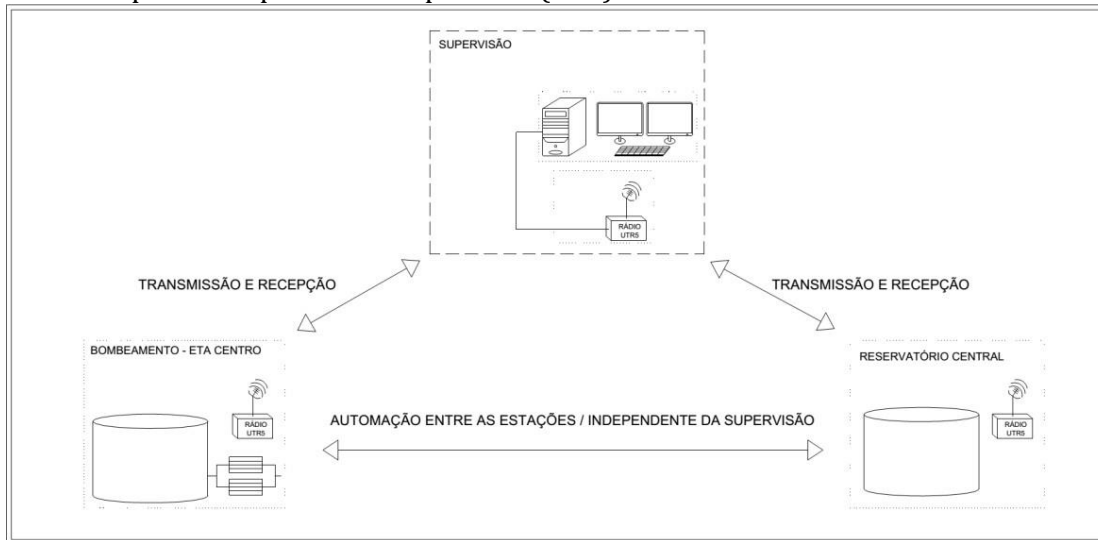 SUPERVISÃO
RÁDIO
UTR5
TRANSMISSÃO E RECEPÇÃO
TRANSMISSÃO E RECEPÇÃO
BOMBEAMENTO - ETA CENTRO
RÁDIO
UTR5
AUTOMAÇÃO ENTRE AS ESTAÇÕES / INDEPENDENTE DA SUPERVISÃO
RESERVATÓRIO CENTRAL
RÁDIO
UTR5